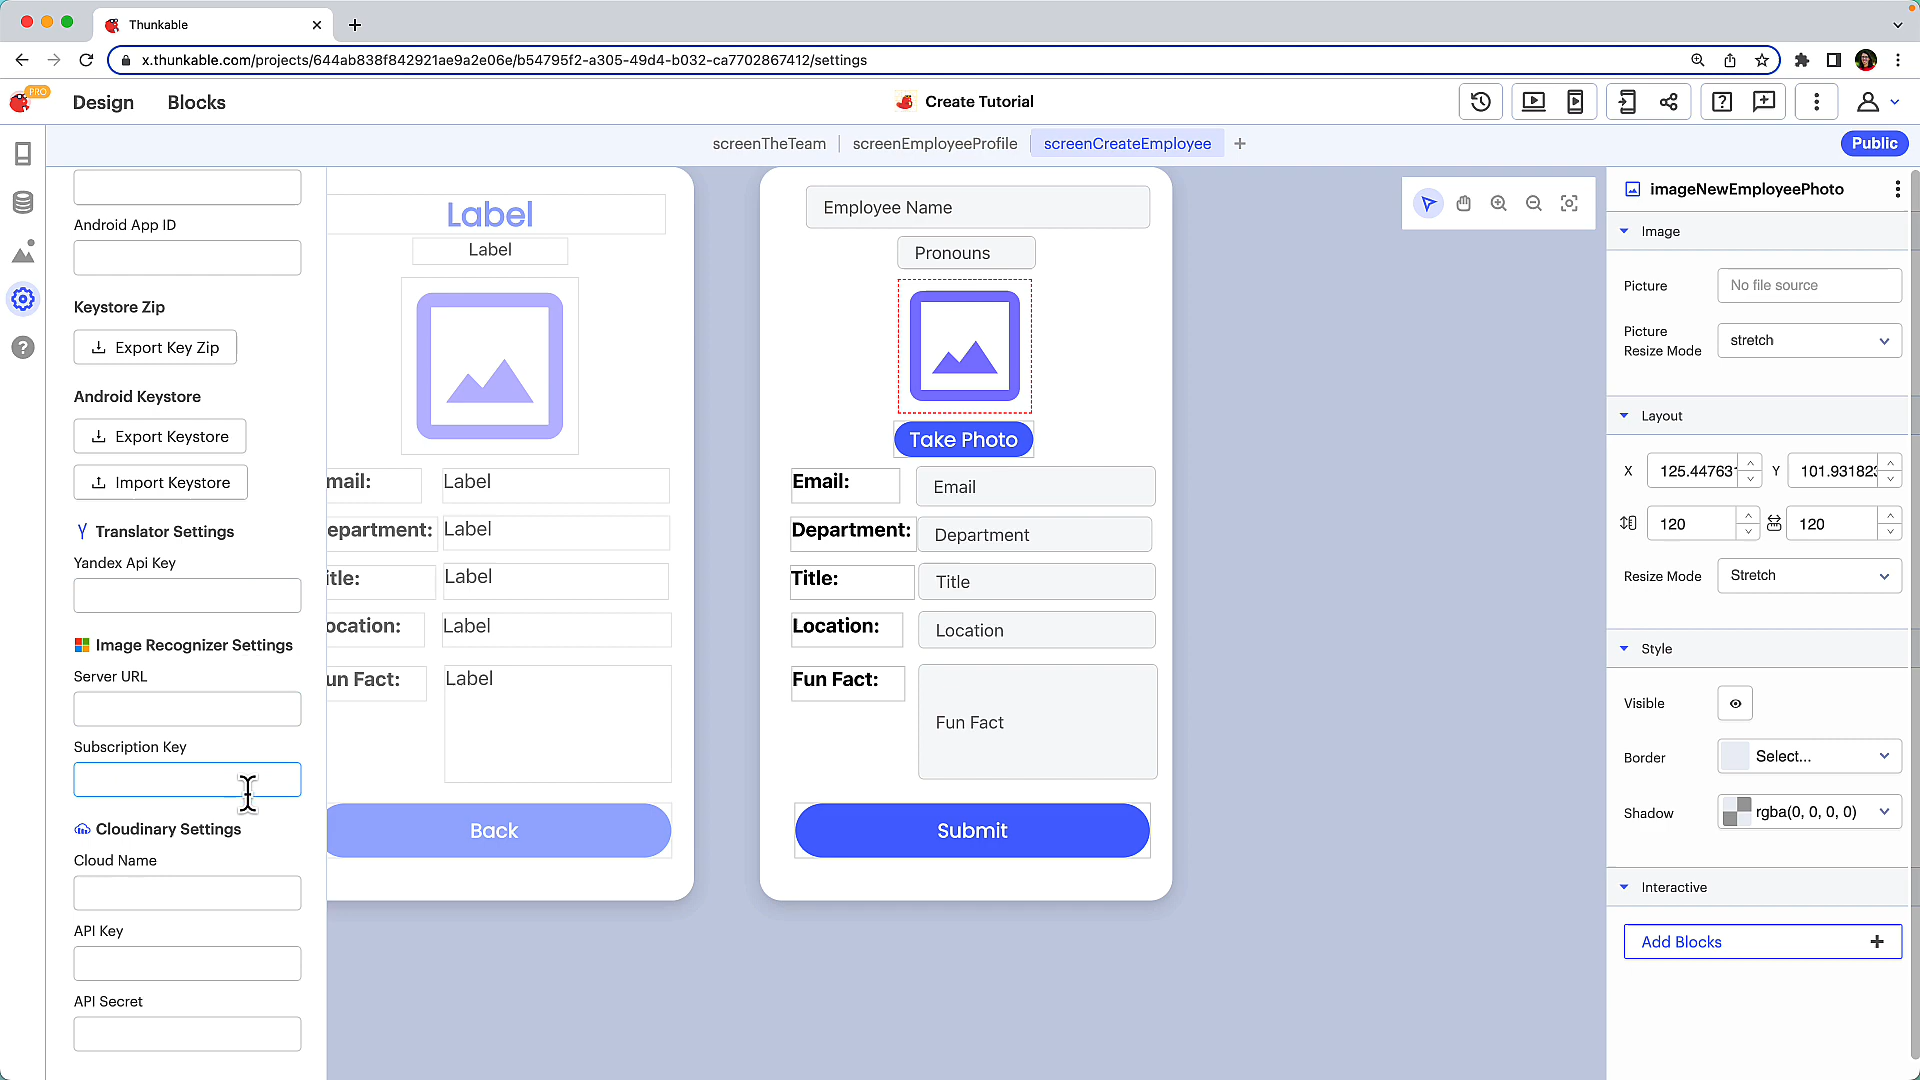 Thunkable
x.thunkable.com/projects/644ab838f842921ae9a2e06e/b54795f2-a305-49d4-b032-ca7702867412/settings
PRO
Design
Blocks
Create Tutorial
screenTheTeam
screenEmployeeProfile
screenCreateEmployee
Public
Android App ID
Keystore Zip
Export Key Zip
Android Keystore
Export Keystore
Import Keystore
Translator Settings
Yandex Api Key
Image Recognizer Settings
Server URL
Subscription Key
Cloudinary Settings
Cloud Name
API Key
API Secret
Label
Label
mail:
Label
epartment:
Label
itle:
Label
ocation:
Label
un Fact:
Label
Back
Employee Name
Pronouns
Take Photo
Email:
Email
Department:
Department
Title:
Title
Location:
Location
Fun Fact:
Fun Fact
Submit
imageNewEmployeePhoto
Image
Picture
No file source
Picture
Resize Mode
stretch
Layout
X
125.44763
Y
101.93182
120
120
Resize Mode
Stretch
Style
Visible
Border
Select...
Shadow
rgba(0, 0, 0, 0)
Interactive
Add Blocks